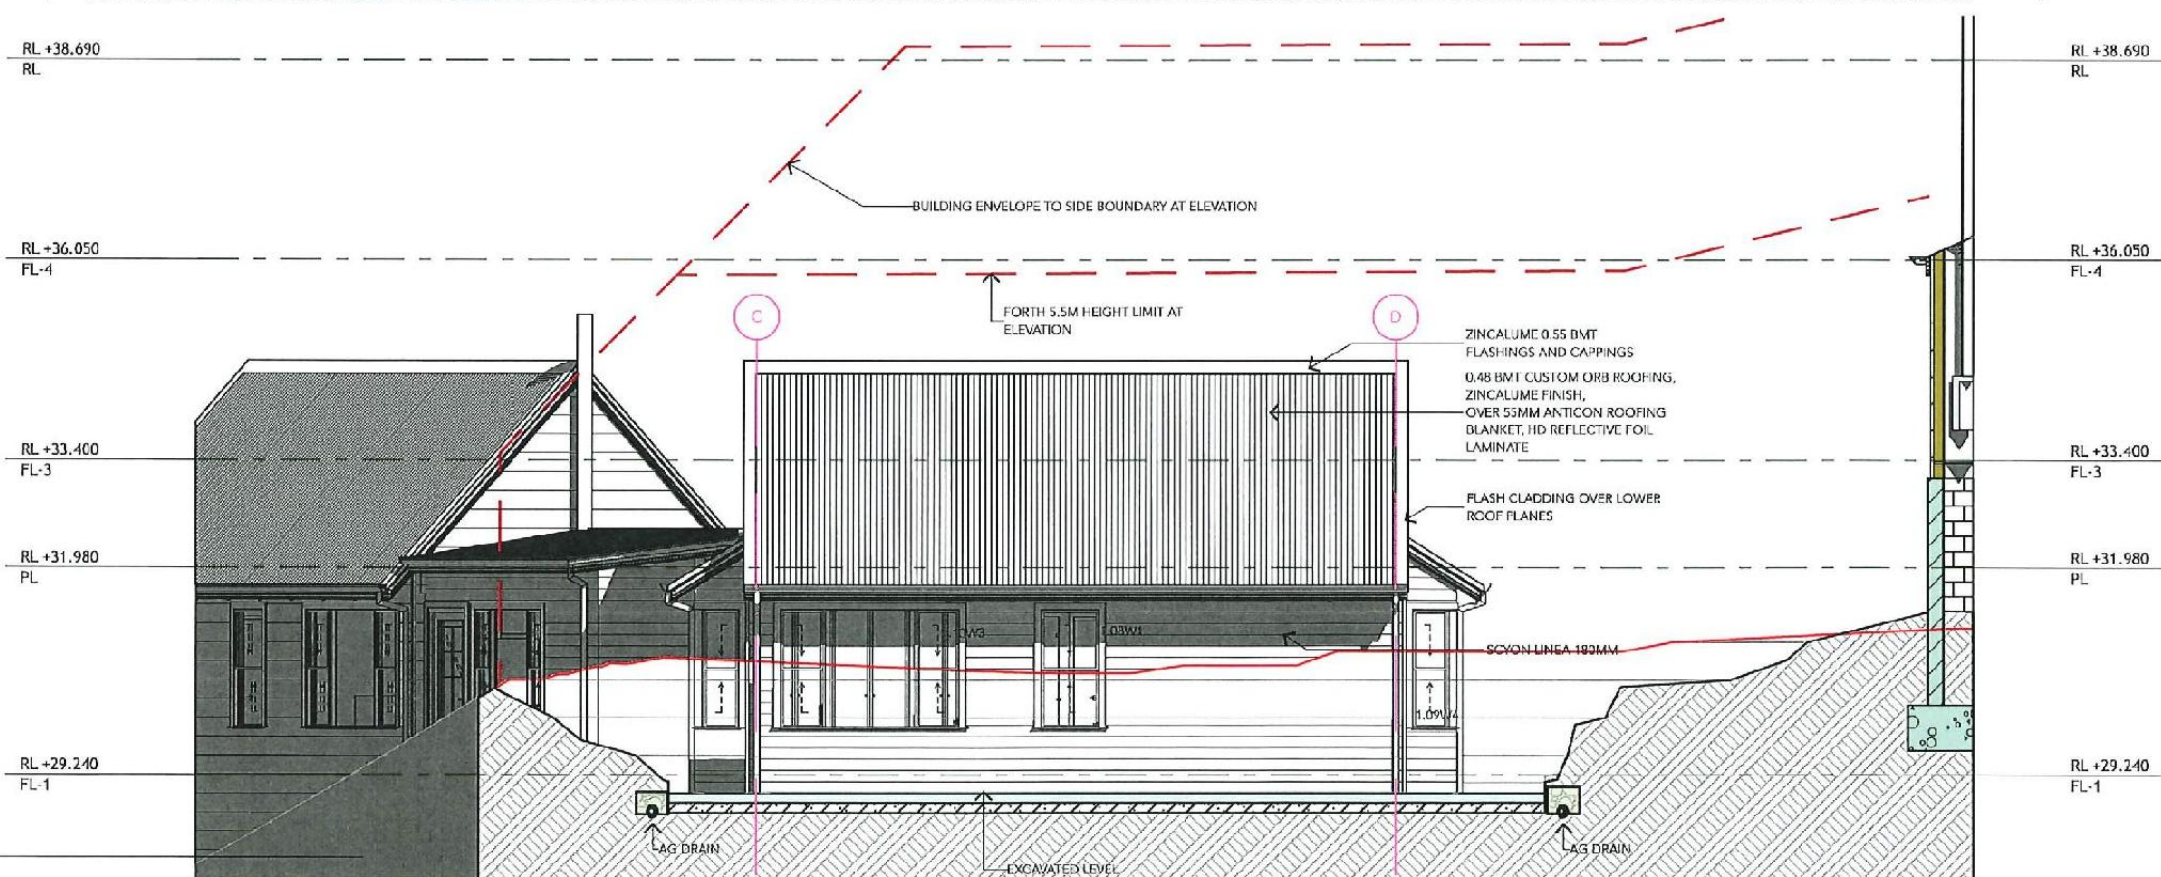 RL +38.690
RL
RL +38.690
RL
BUILDING ENVELOPE TO SIDE BOUNDARY AT ELEVATION
RL +36.050
FL-4
RL +36.050
FL-4
FORTH 5.5M HEIGHT LIMIT AT
ELEVATION
C
D
ZINCALUME 0.55 BMT
FLASHINGS AND CAPPINGS
0.48 BMT CUSTOM ORB ROOFING,
ZINCALUME FINISH,
OVER 55MM ANTICON ROOFING
BLANKET, HD REFLECTIVE FOIL
LAMINATE
RL +33.400
FL-3
RL +33.400
FL-3
FLASH CLADDING OVER LOWER
ROOF PLANES
RL +31.980
PL
RL +31.980
PL
SCYON LINEA 180MM
RL +29.240
FL-1
RL +29.240
FL-1
AG DRAIN
AG DRAIN
EXCAVATED LEVEL